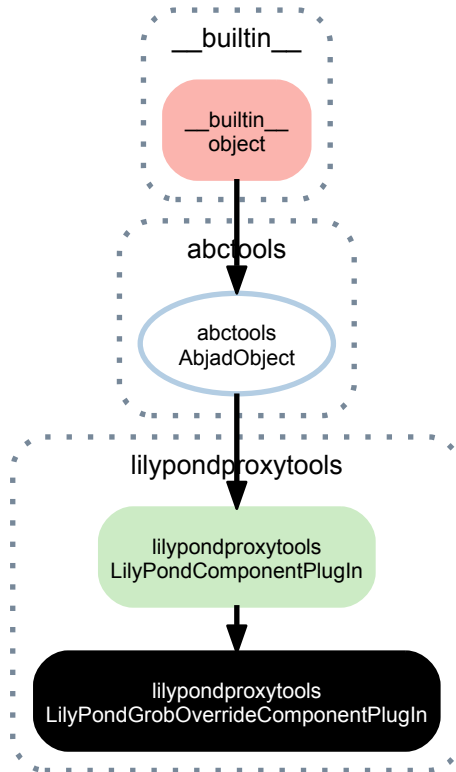 __builtin__
__builtin__
object
abctools
abctools
AbjadObject
lilypondproxytools
lilypondproxytools
LilyPondComponentPlugIn
lilypondproxytools
LilyPondGrobOverrideComponentPlugIn